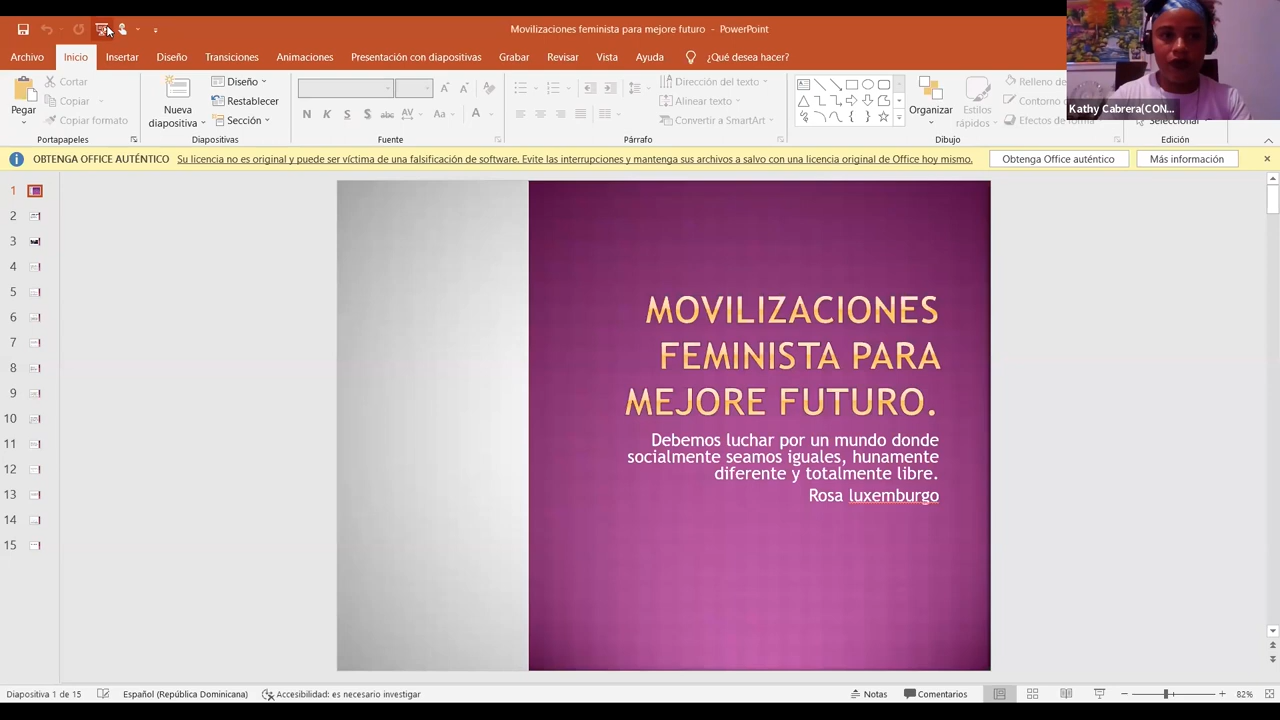 Movilizaciones feminista para mejore futuro - PowerPoint
Archivo Inicio Insertar Diseño Transiciones Animaciones Presentación con diapositivas Grabar Revisar Vista Ayuda ¿Qué desea hacer?
Pegar
Cortar
Copiar
Copiar formato
Portapapeles
Nueva
diapositiva
Diseño
Restablecer
Sección
Diapositivas
N K S S ab AV Aa A
Fuente
Dirección del texto
Alinear texto
Convertir a SmartArt
Párrafo
Organizar
Estilos
rápidos
Relleno de
Contorno
Efectos de forma
Dibujo
Seleccionar
Edición
Kathy Cabrera(CON...
OBTENGA OFFICE AUTÉNTICO Su licencia no es original y puede ser víctima de una falsificación de software. Evite las interrupciones y mantenga sus archivos a salvo con una licencia original de Office hoy mismo. Obtenga Office auténtico Más información
1
2
3
4
5
6
7
8
9
10
11
12
13
14
15
MOVILIZACIONES
FEMINISTA PARA
MEJORE FUTURO.
Debemos luchar por un mundo donde
socialmente seamos iguales, hunamente
diferente y totalmente libre.
Rosa luxemburgo
Diapositiva 1 de 15 Español (República Dominicana) Accesibilidad: es necesario investigar Notas Comentarios 82%